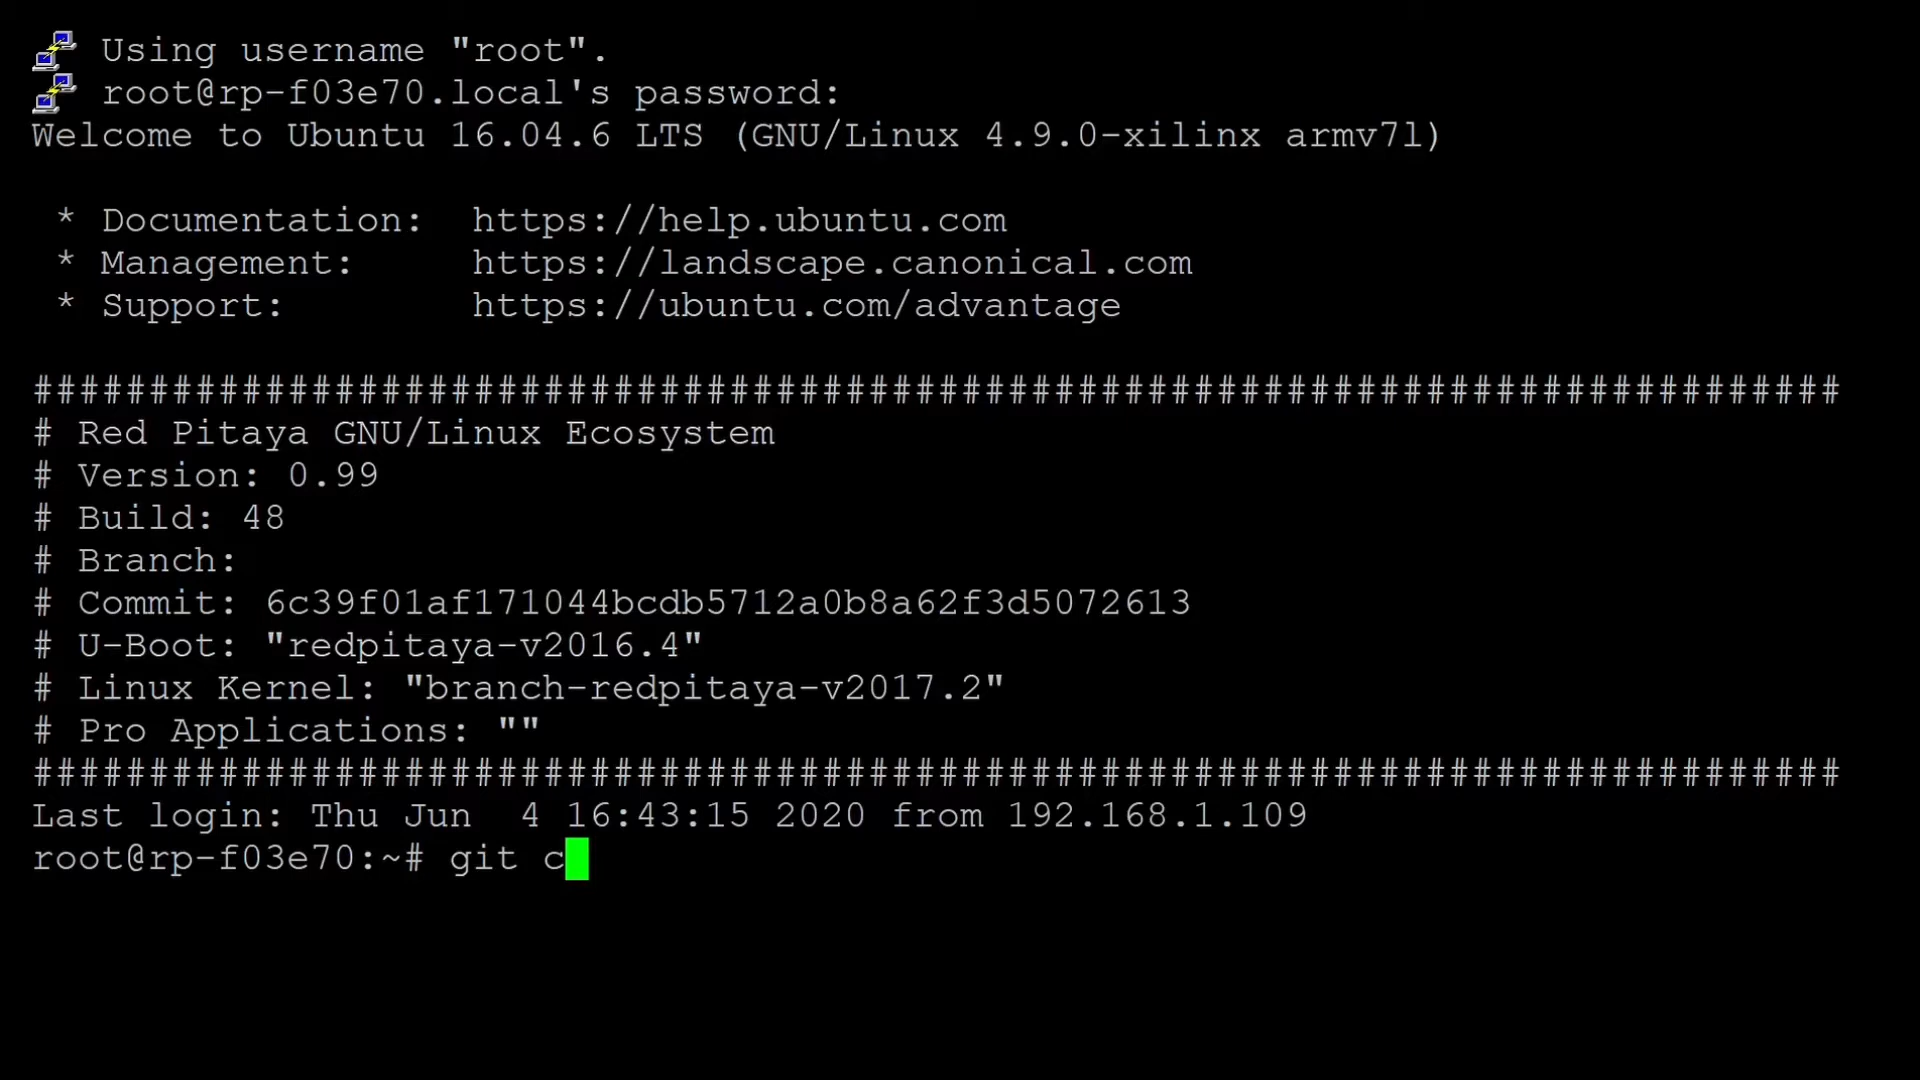 Using username "root".
root@rp-f03e70.local's password:
Welcome to Ubuntu 16.04.6 LTS (GNU/Linux 4.9.0-xilinx armv7l)
* Documentation:  https://help.ubuntu.com
* Management:     https://landscape.canonical.com
* Support:        https://ubuntu.com/advantage
##############################################################################
# Red Pitaya GNU/Linux Ecosystem
# Version: 0.99
# Build: 48
# Branch:
# Commit: 6c39f01af171044bcdb5712a0b8a62f3d5072613
# U-Boot: "redpitaya-v2016.4"
# Linux Kernel: "branch-redpitaya-v2017.2"
# Pro Applications: ""
##############################################################################
Last login: Thu Jun  4 16:43:15 2020 from 192.168.1.109
root@rp-f03e70:~# git c